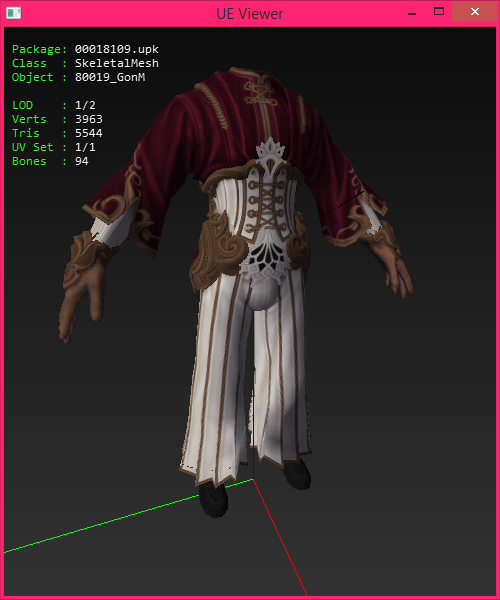 UE Viewer
Package: 00018109.upk
Class : SkeletalMesh
Object : 80019_GonM
LOD : 1/2
Verts : 3963
Tris : 5544
UV Set : 1/1
Bones : 94